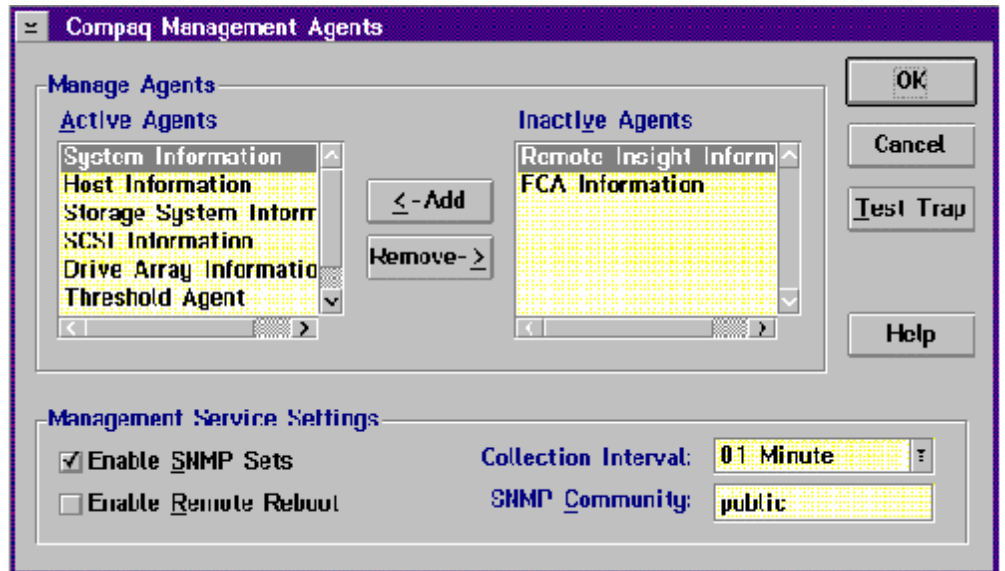 Compaq Management Agents
Manage Agents
Active Agents
System Information
Host Information
Storage System Inform
SCSI Information
Drive Array Informatio
Threshold Agent
<-Add
Remove->
Inactive Agents
Remote Insight Inform
FCA Information
OK
Cancel
Test Trap
Help
Management Service Settings
Enable SNMP Sets
Enable Remote Reboot
Collection Interval: 01 Minute
SNMP Community: public